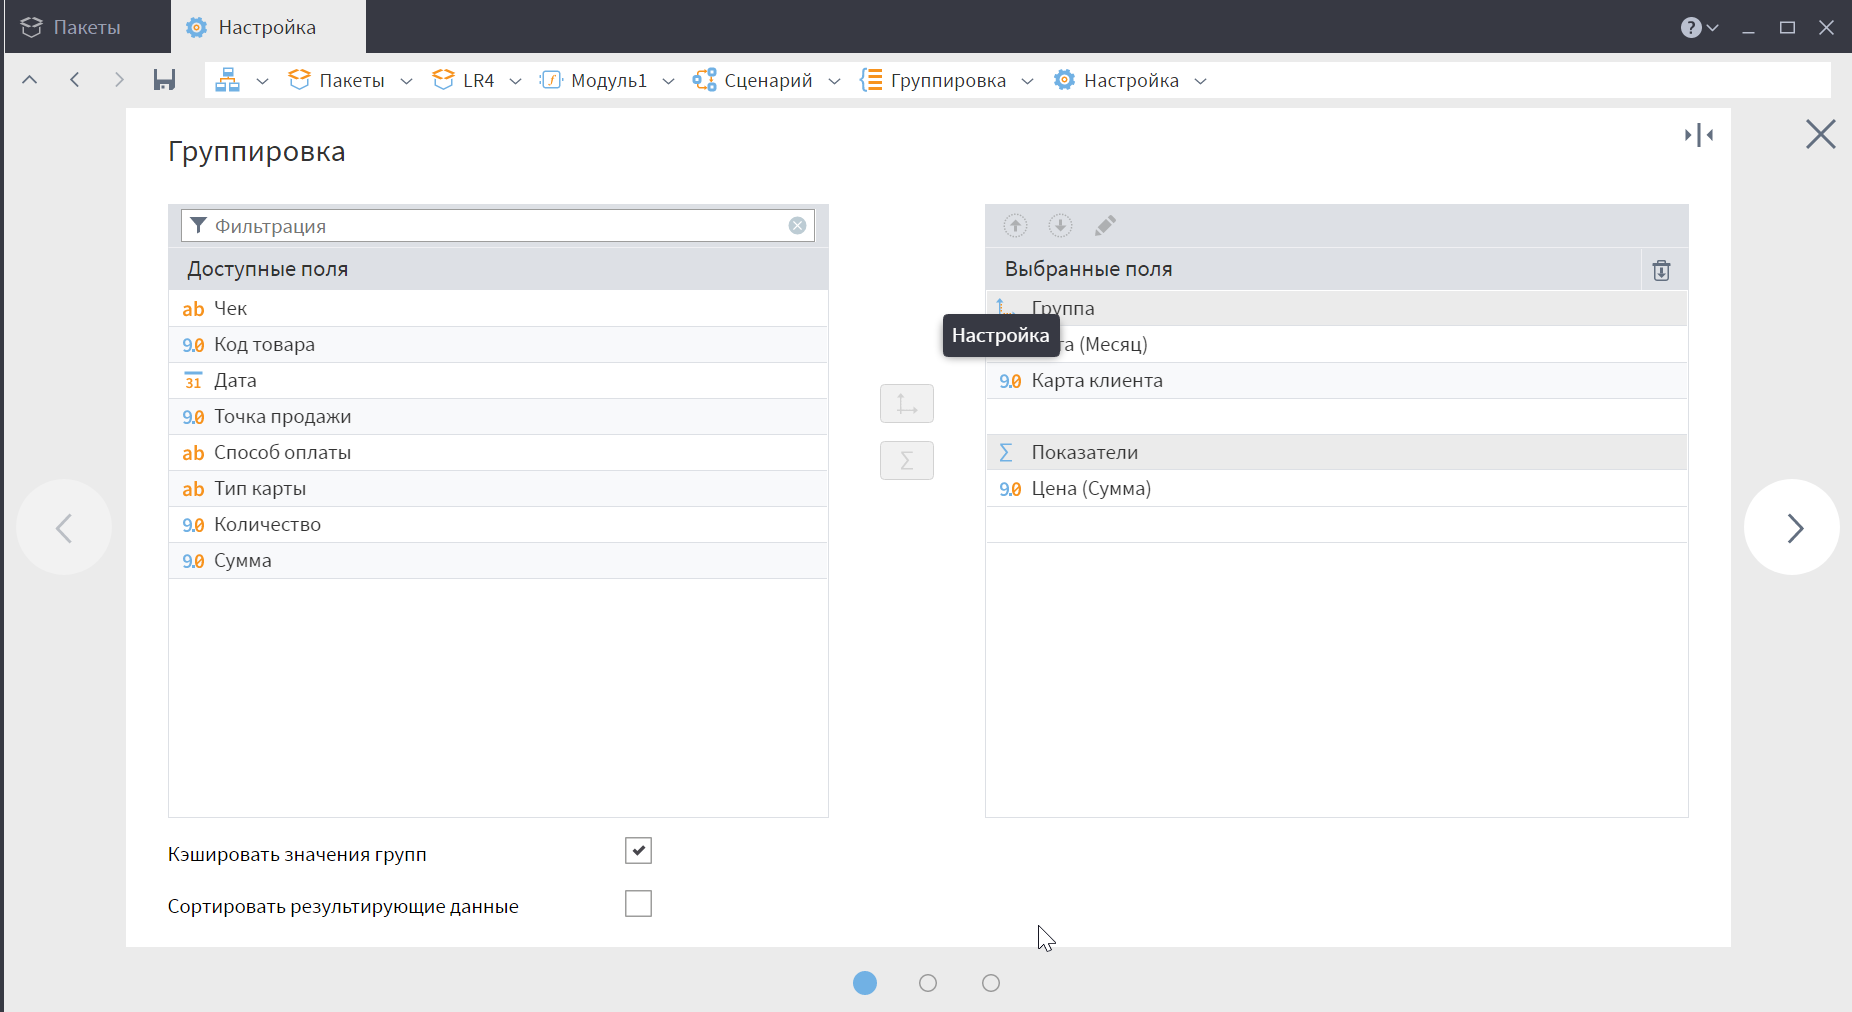 Пакеты
Настройка
Пакеты
LR4
Модуль1
Сценарий
Группировка
Настройка
Группировка
Фильтрация
Доступные поля
ab Чек
9.0 Код товара
31 Дата
9.0 Точка продажи
ab Способ оплаты
ab Тип карты
9.0 Количество
9.0 Сумма
Выбранные поля
Группа
Настройка
(Месяц)
9.0 Карта клиента
Σ Показатели
9.0 Цена (Сумма)
Σ
Кэшировать значения групп
Сортировать результирующие данные